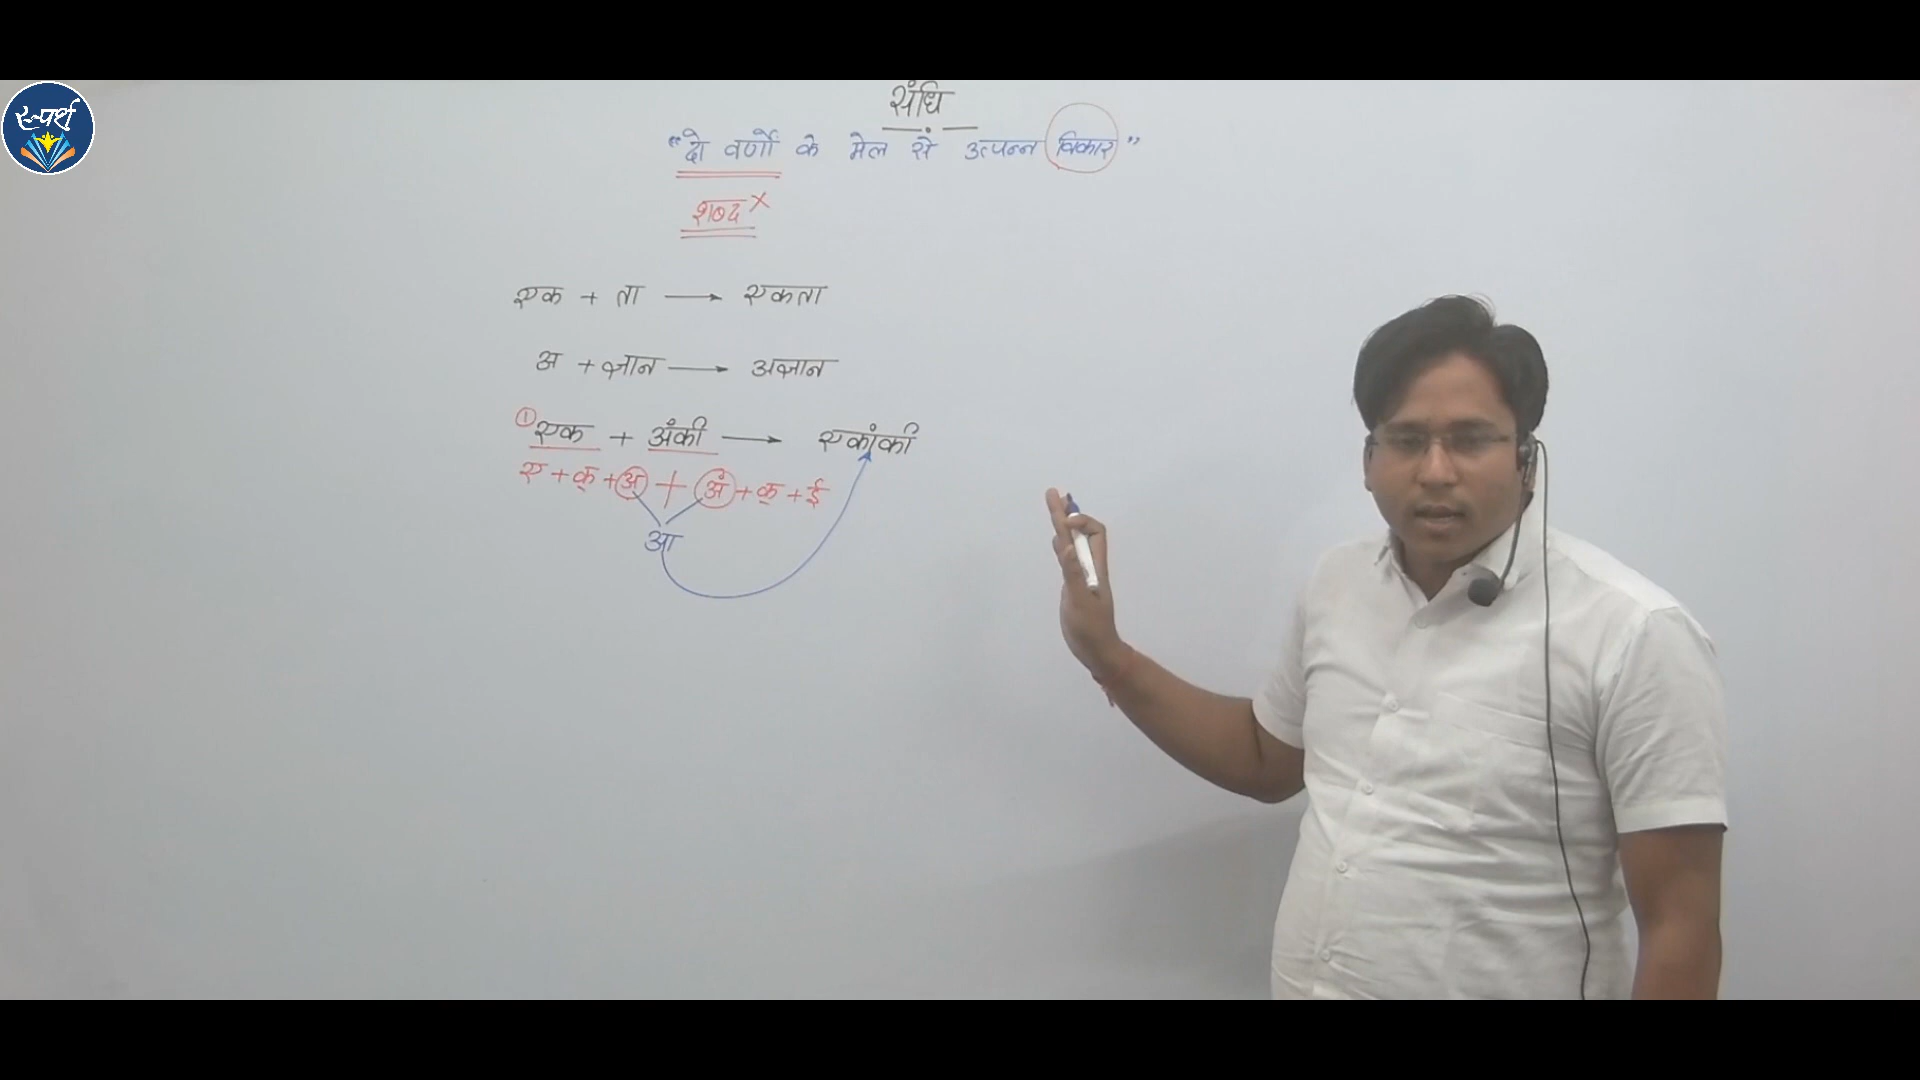 स्पर्धा
संधि
"दो वर्णों के मेल से उत्पन्न विकार"
शब्द ×
एक + ता → एकता
अ + ज्ञान → अज्ञान
① एक + अंकी → एकांकी
ए + क् + अ + अं + क् + ई
आ